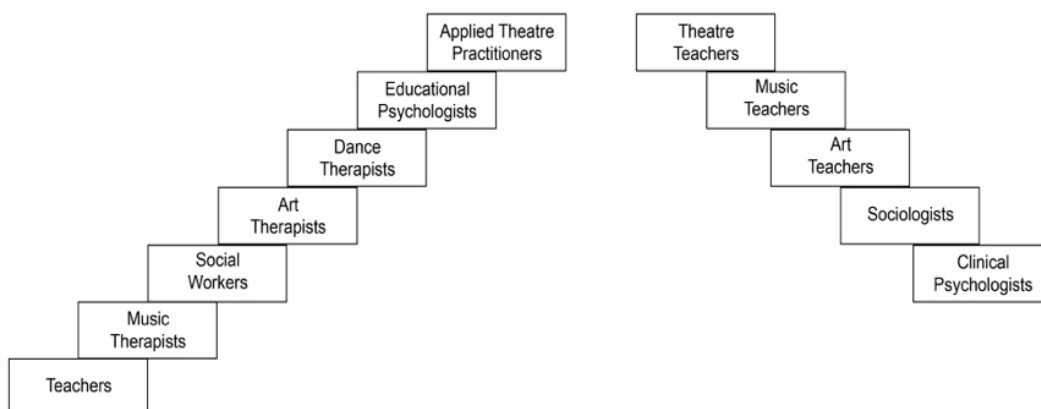 Applied Theatre
Practitioners
Educational
Psychologists
Dance
Therapists
Art
Therapists
Social
Workers
Music
Therapists
Teachers
Theatre
Teachers
Music
Teachers
Art
Teachers
Sociologists
Clinical
Psychologists